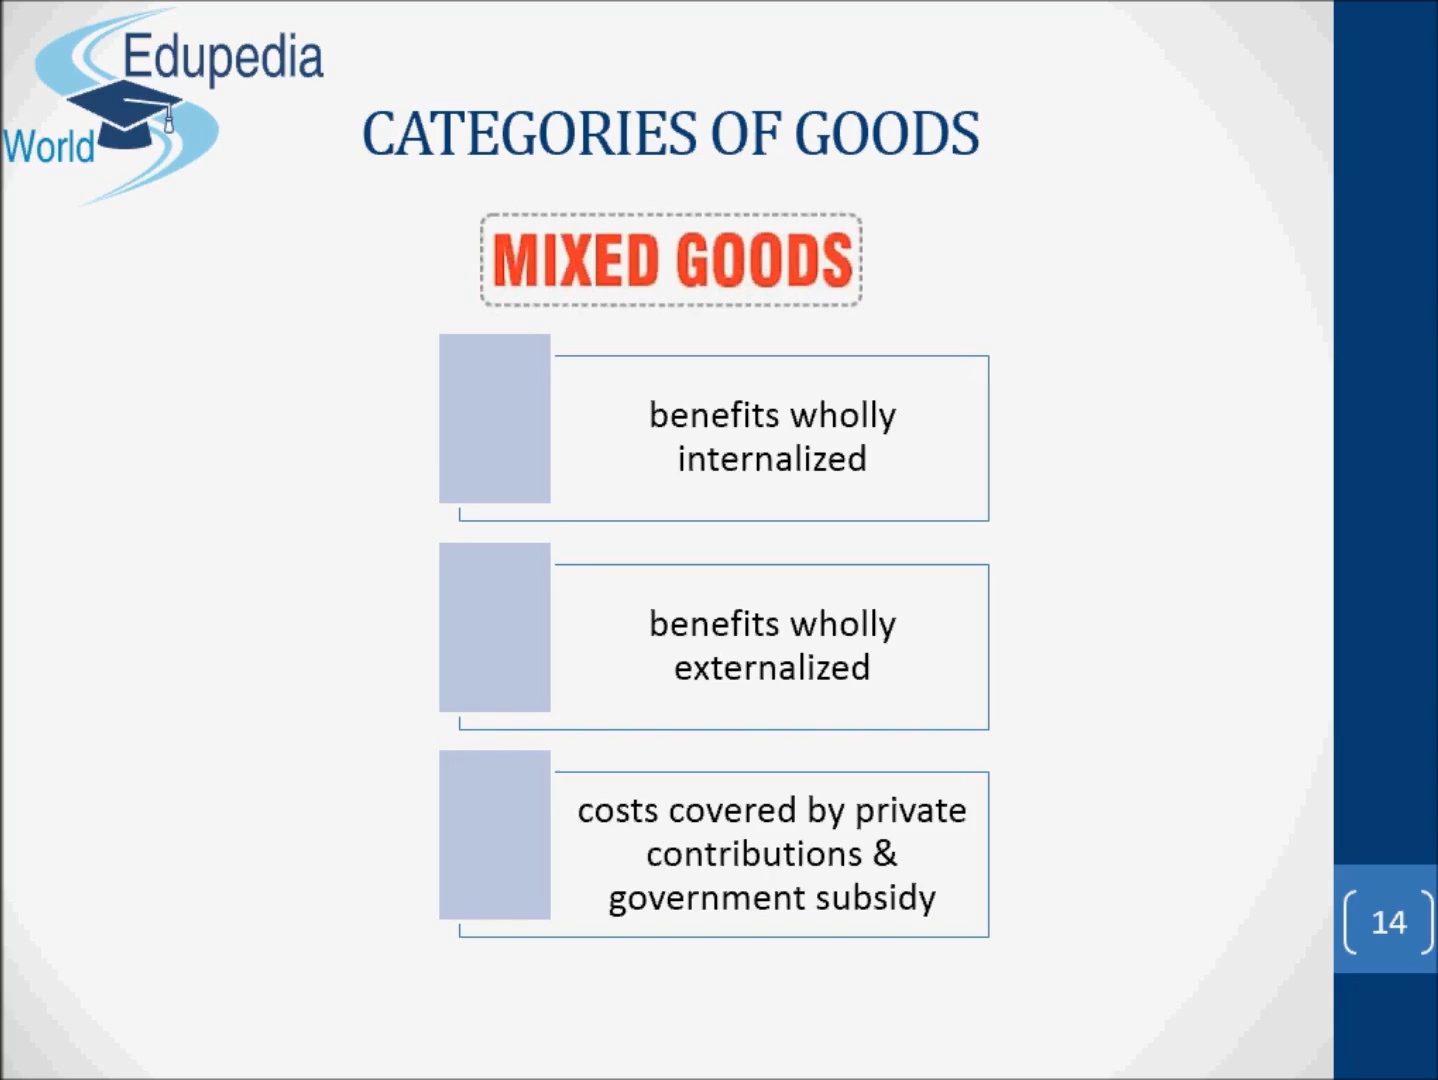 Edupedia
World
CATEGORIES OF GOODS
MIXED GOODS
benefits wholly
internalized
benefits wholly
externalized
costs covered by private
contributions &
government subsidy
14